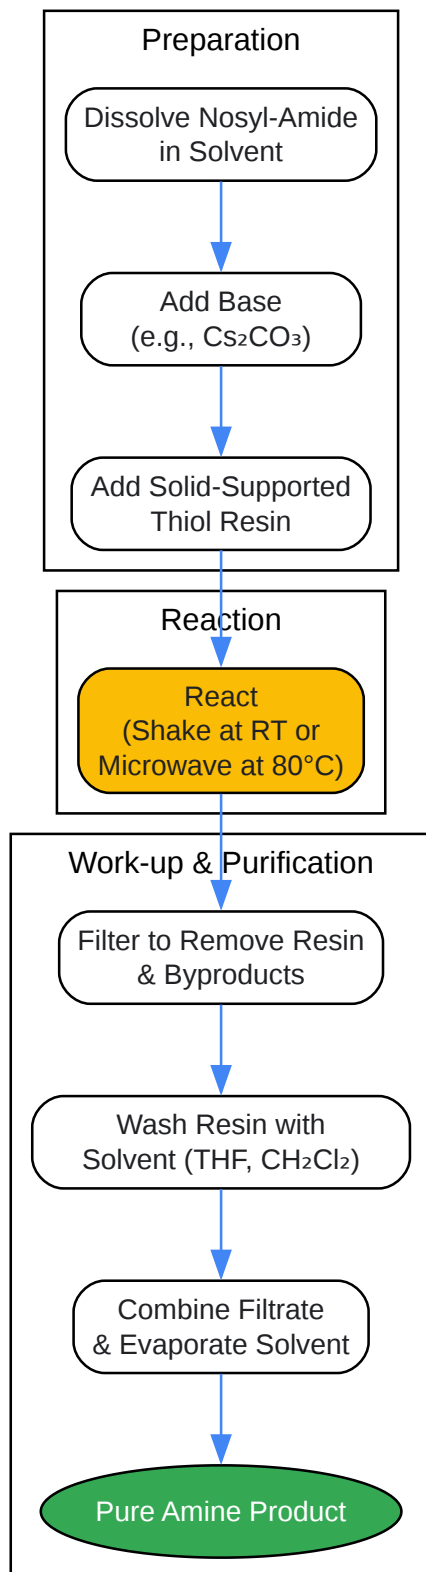 Preparation
Dissolve Nosyl-Amide
in Solvent
Add Base
(e.g., Cs₂CO₃)
Add Solid-Supported
Thiol Resin
Reaction
React
(Shake at RT or
Microwave at 80°C)
Work-up & Purification
Filter to Remove Resin
& Byproducts
Wash Resin with
Solvent (THF, CH₂Cl₂)
Combine Filtrate
& Evaporate Solvent
Pure Amine Product